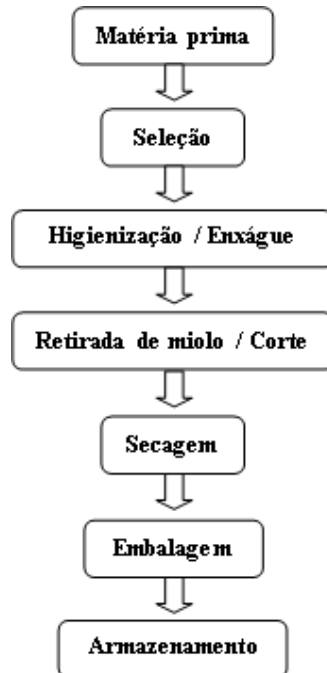 Matéria prima
Seleção
Higienização / Enxágue
Retirada de miolo / Corte
Secagem
Embalagem
Armazenamento